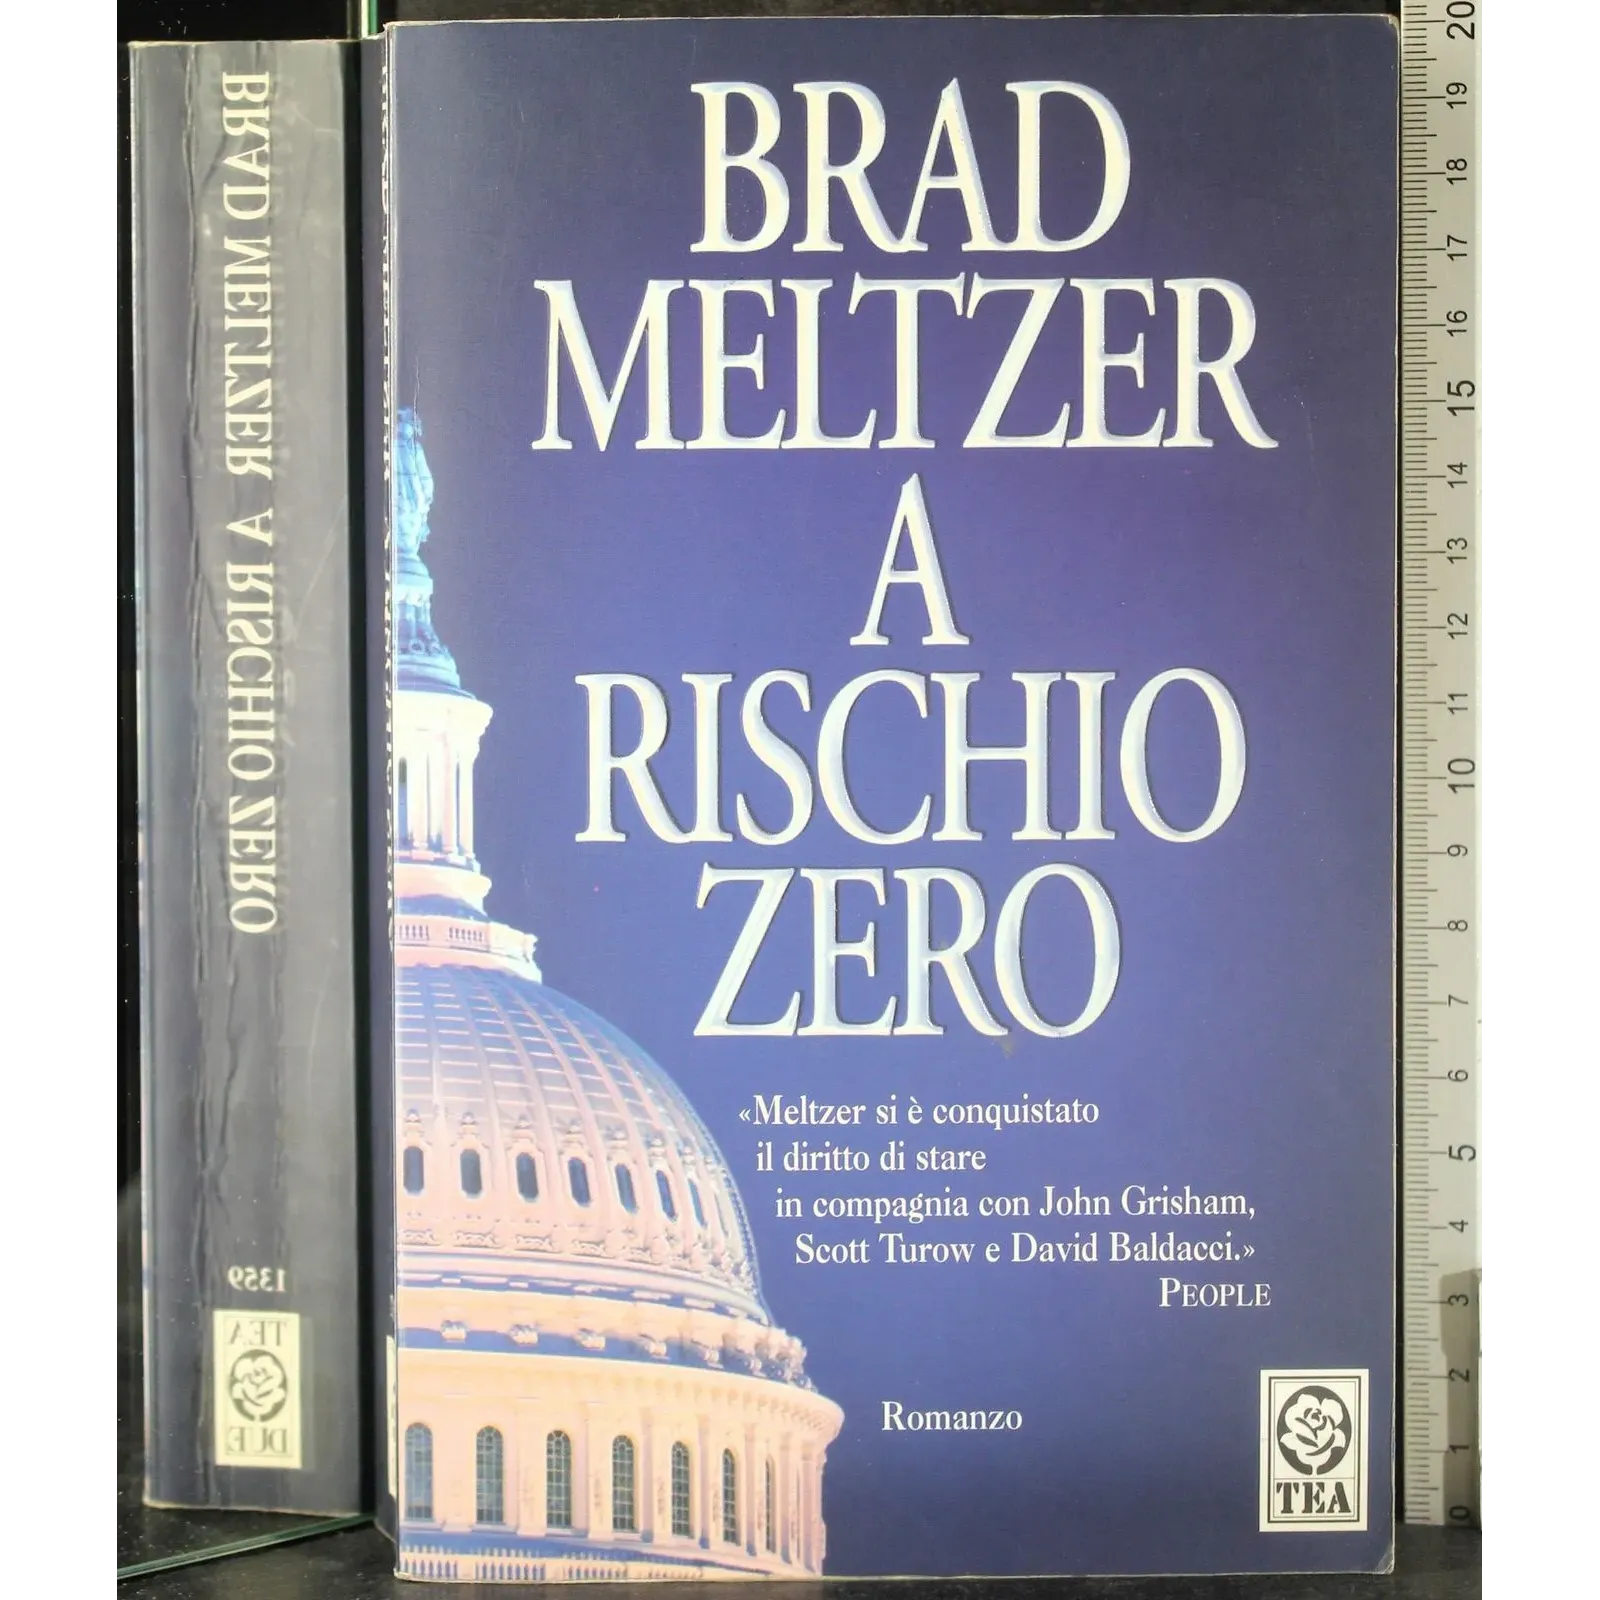 BRAD
MELTZER
A
RISCHIO
ZERO
«Meltzer si è conquistato
il diritto di stare
in compagnia con John Grisham,
Scott Turow e David Baldacci.»
PEOPLE
Romanzo
TEA
BRAD MELTZER A RISCHIO ZERO
1359
TEA
DUE
20
19
18
17
16
15
14
13
12
11
10
9
8
7
6
5
4
3
2
1
0